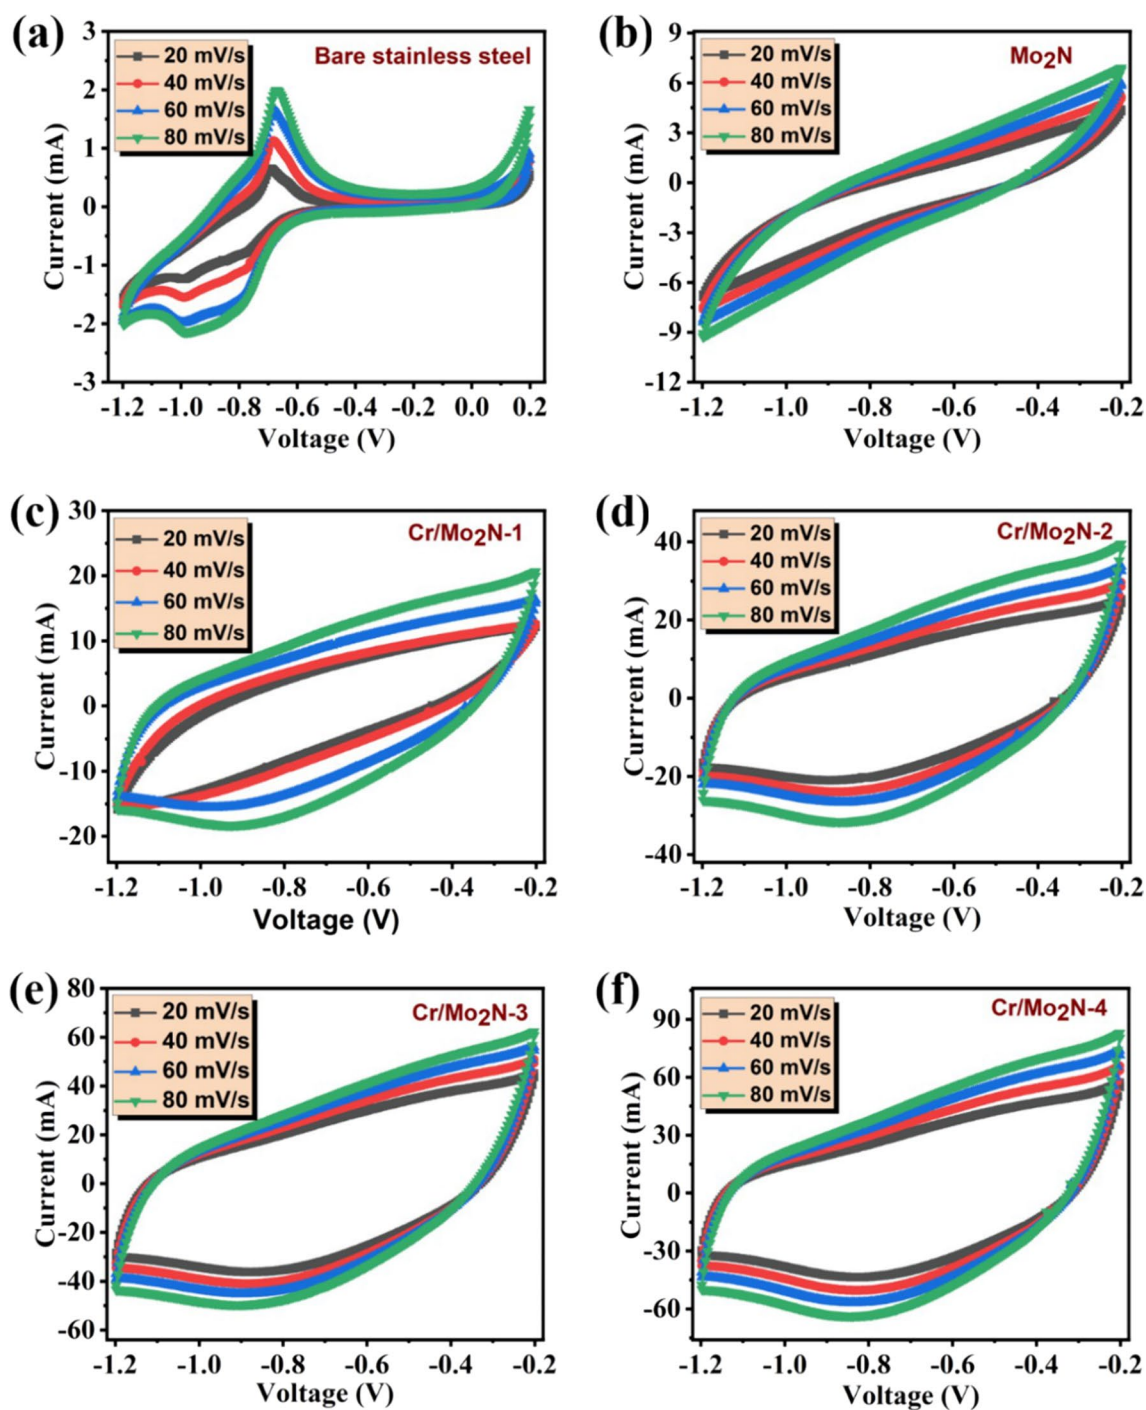 (a)
Bare stainless steel
20 mV/s
40 mV/s
60 mV/s
80 mV/s
Current (mA)
3
2
1
0
-1
-2
-3
-1.2 -1.0 -0.8 -0.6 -0.4 -0.2 0.0 0.2
Voltage (V)
(b)
Mo2N
20 mV/s
40 mV/s
60 mV/s
80 mV/s
Current (mA)
9
6
3
0
-3
-6
-9
-12
-1.2 -1.0 -0.8 -0.6 -0.4 -0.2
Voltage (V)
(c)
Cr/Mo2N-1
20 mV/s
40 mV/s
60 mV/s
80 mV/s
Current (mA)
30
20
10
0
-10
-20
-1.2 -1.0 -0.8 -0.6 -0.4 -0.2
Voltage (V)
(d)
Cr/Mo2N-2
20 mV/s
40 mV/s
60 mV/s
80 mV/s
Currrent (mA)
40
20
0
-20
-40
-1.2 -1.0 -0.8 -0.6 -0.4 -0.2
Voltage (V)
(e)
Cr/Mo2N-3
20 mV/s
40 mV/s
60 mV/s
80 mV/s
Current (mA)
80
60
40
20
0
-20
-40
-60
-1.2 -1.0 -0.8 -0.6 -0.4 -0.2
Voltage (V)
(f)
Cr/Mo2N-4
20 mV/s
40 mV/s
60 mV/s
80 mV/s
Current (mA)
90
60
30
0
-30
-60
-1.2 -1.0 -0.8 -0.6 -0.4 -0.2
Voltage (V)